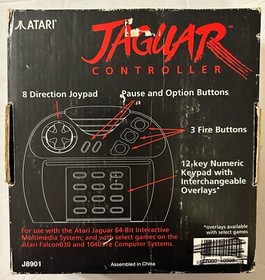 ATARI
JAGUAR
CONTROLLER
8 Direction Joypad
Pause and Option Buttons
3 Fire Buttons
12-key Numeric
Keypad with
Interchangeable
Overlays*
For use with the Atari Jaguar 64-Bit Interactive
Multimedia System; and with select games on the
Atari Falcon030 and 1040STe Computer Systems.
*overlays available
with select games
J8901
Assembled in China